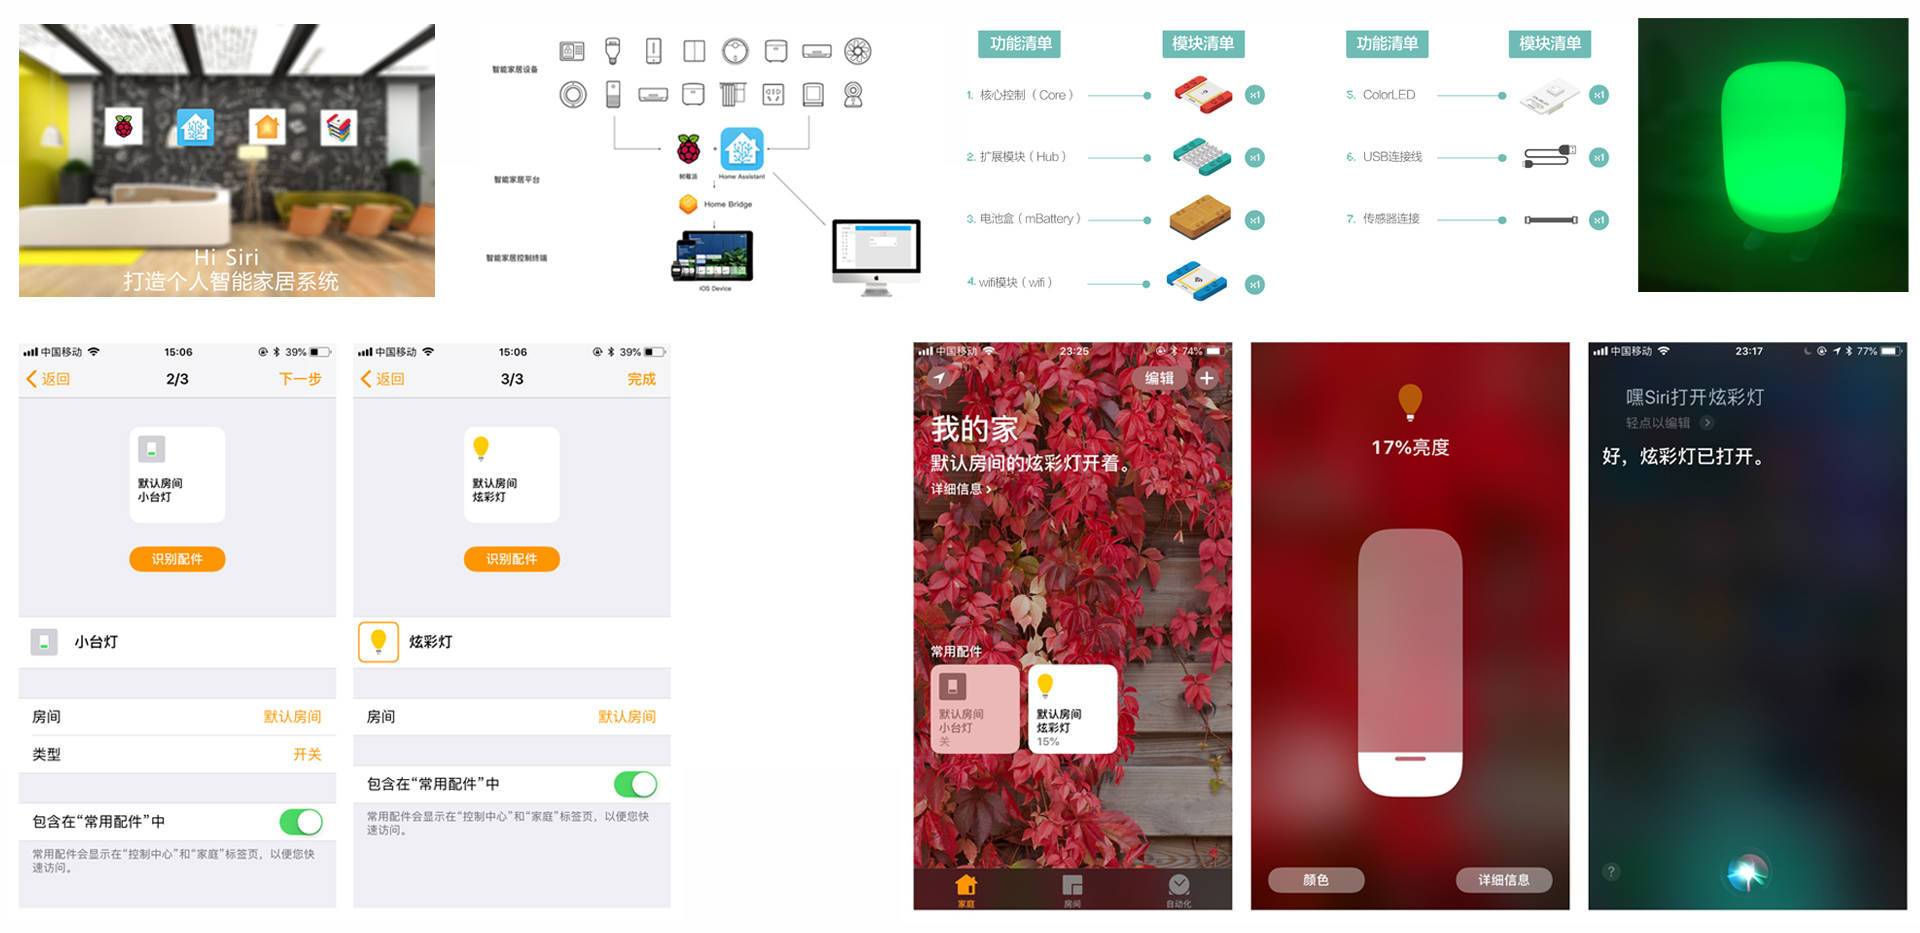 Hi Siri
打造个人智能家居系统
智能家居设备
智能家居平台
树莓派
Home Assistant
Home Bridge
智能家居控制终端
iOS Device
功能清单
模块清单
1. 核心控制（Core）
x1
2. 扩展模块（Hub）
x1
3. 电池盒（mBattery）
x1
4. wifi模块（wifi）
x1
功能清单
模块清单
5. ColorLED
x1
6. USB连接线
x1
7. 传感器连接
x1
中国移动
15:06
39%
返回
2/3
下一步
默认房间
小台灯
识别配件
小台灯
房间
默认房间
类型
开关
包含在“常用配件”中
常用配件会显示在“控制中心”和“家庭”标签页，以便您快
速访问。
中国移动
15:06
39%
返回
3/3
完成
默认房间
炫彩灯
识别配件
炫彩灯
房间
默认房间
包含在“常用配件”中
常用配件会显示在“控制中心”和“家庭”标签页，以便您快
速访问。
中国移动
23:25
74%
编辑
我的家
默认房间的炫彩灯开着。
详细信息
常用配件
默认房间
小台灯
关
默认房间
炫彩灯
15%
家庭
房间
自动化
17%亮度
颜色
详细信息
中国移动
23:17
77%
嘿Siri打开炫彩灯
轻点以编辑
好，炫彩灯已打开。
?